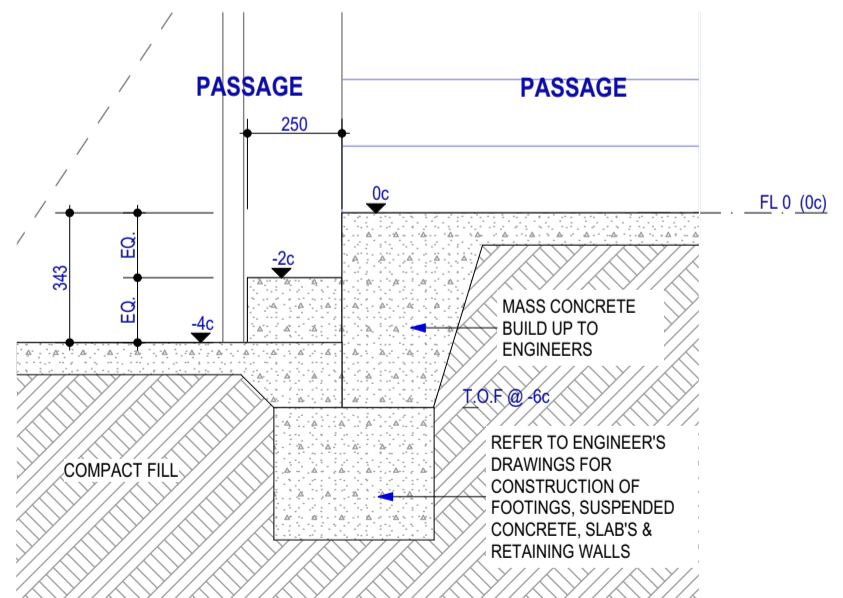 PASSAGE
PASSAGE
250
0c
FL 0 (0c)
EQ.
-2c
343
EQ.
-4c
MASS CONCRETE
BUILD UP TO
ENGINEERS
T.O.F @ -6c
COMPACT FILL
REFER TO ENGINEER'S
DRAWINGS FOR
CONSTRUCTION OF
FOOTINGS, SUSPENDED
CONCRETE, SLAB'S &
RETAINING WALLS